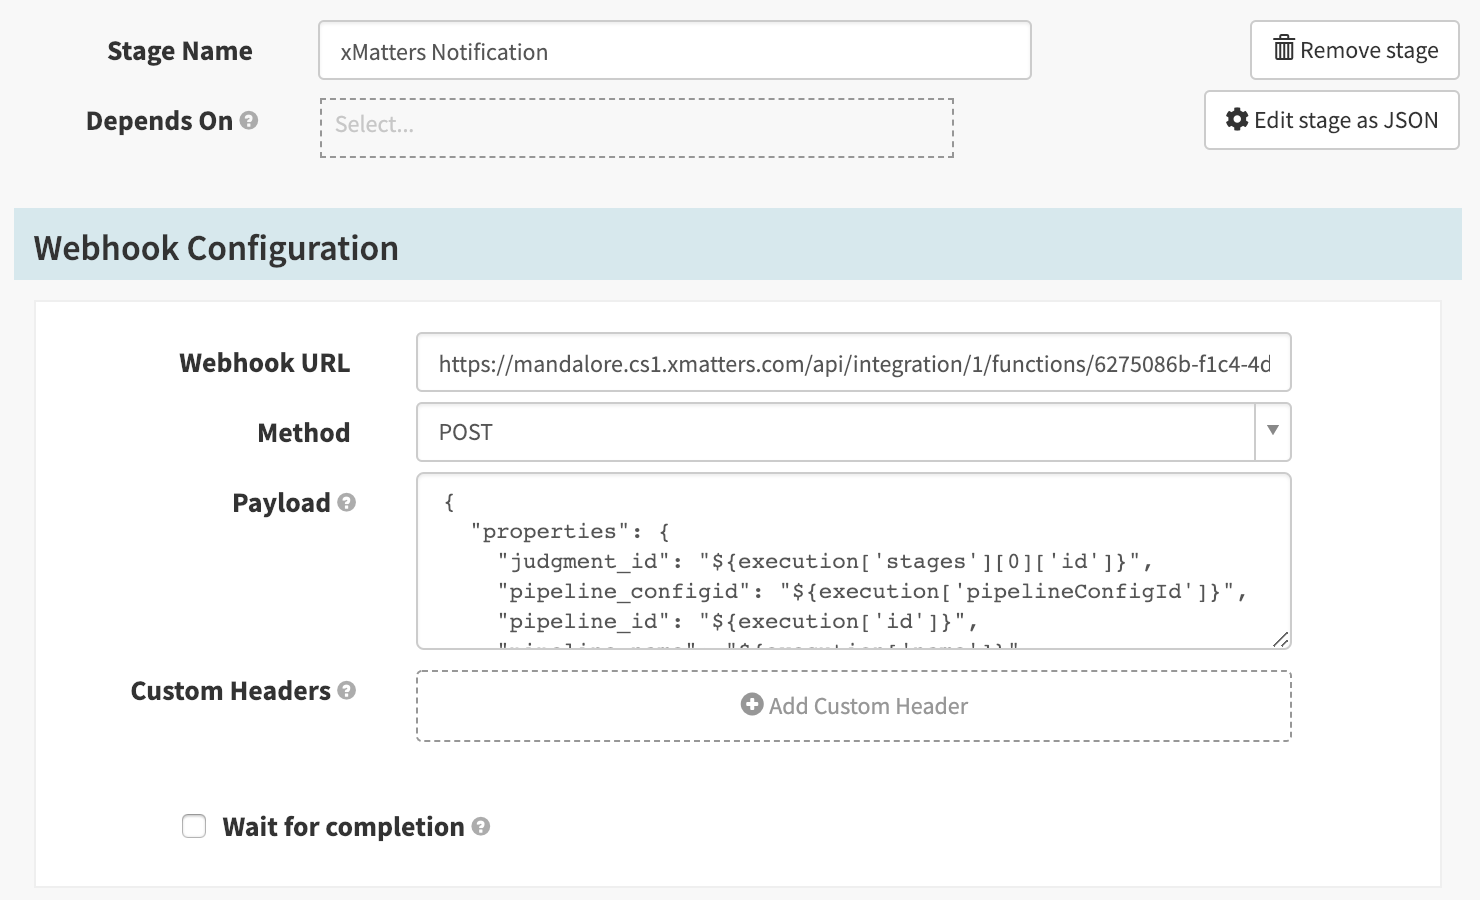 Stage Name
xMatters Notification
Remove stage
Depends On
Select...
Edit stage as JSON
Webhook Configuration
Webhook URL
https://mandalore.cs1.xmatters.com/api/integration/1/functions/6275086b-f1c4-4d
Method
POST
Payload
{
"properties": {
"judgment_id": "${execution['stages'][0]['id']}",
"pipeline_configid": "${execution['pipelineConfigId']}",
"pipeline_id": "${execution['id']}",
Custom Headers
Add Custom Header
Wait for completion